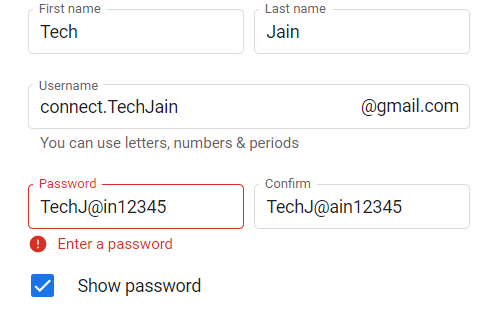 First name Last name
Tech Jain
Username
connect.TechJain @gmail.com
You can use letters, numbers & periods
Password Confirm
TechJ@in12345 TechJ@ain12345
Enter a password
Show password